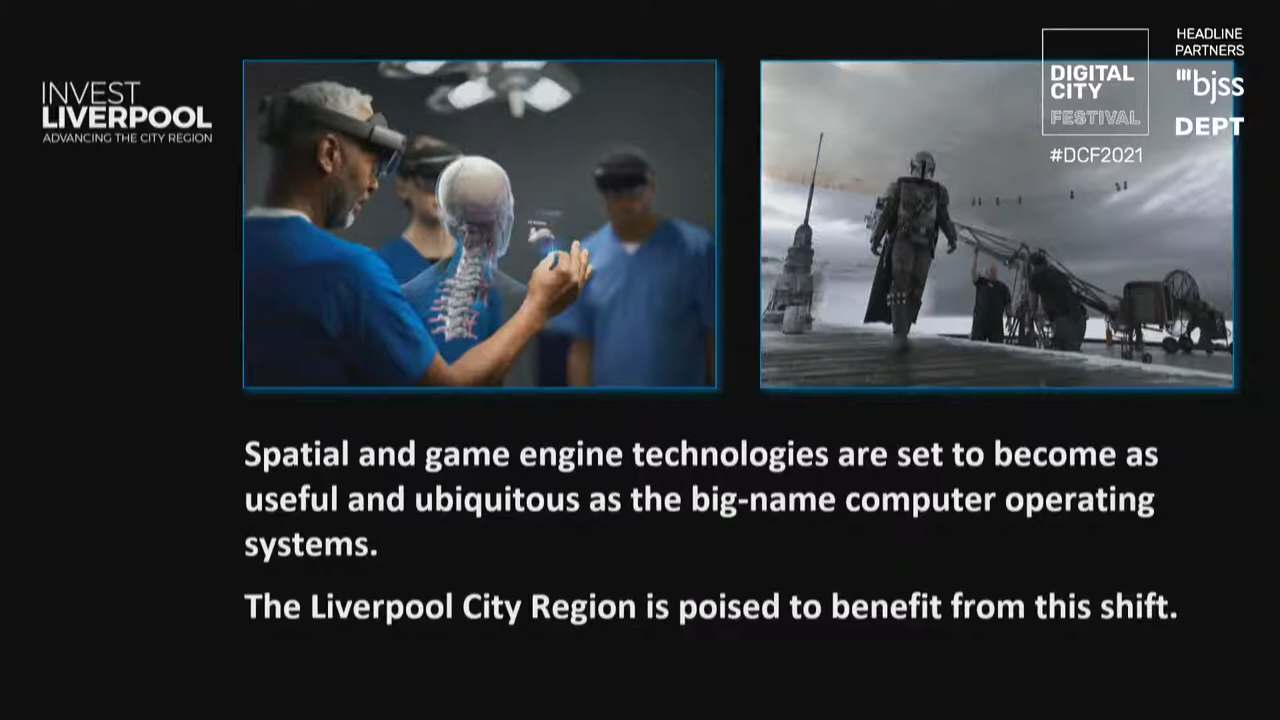 INVEST
LIVERPOOL
ADVANCING THE CITY REGION
DIGITAL
CITY
FESTIVAL
#DCF2021
HEADLINE
PARTNERS
bjss
DEPT
Spatial and game engine technologies are set to become as
useful and ubiquitous as the big-name computer operating
systems.
The Liverpool City Region is poised to benefit from this shift.